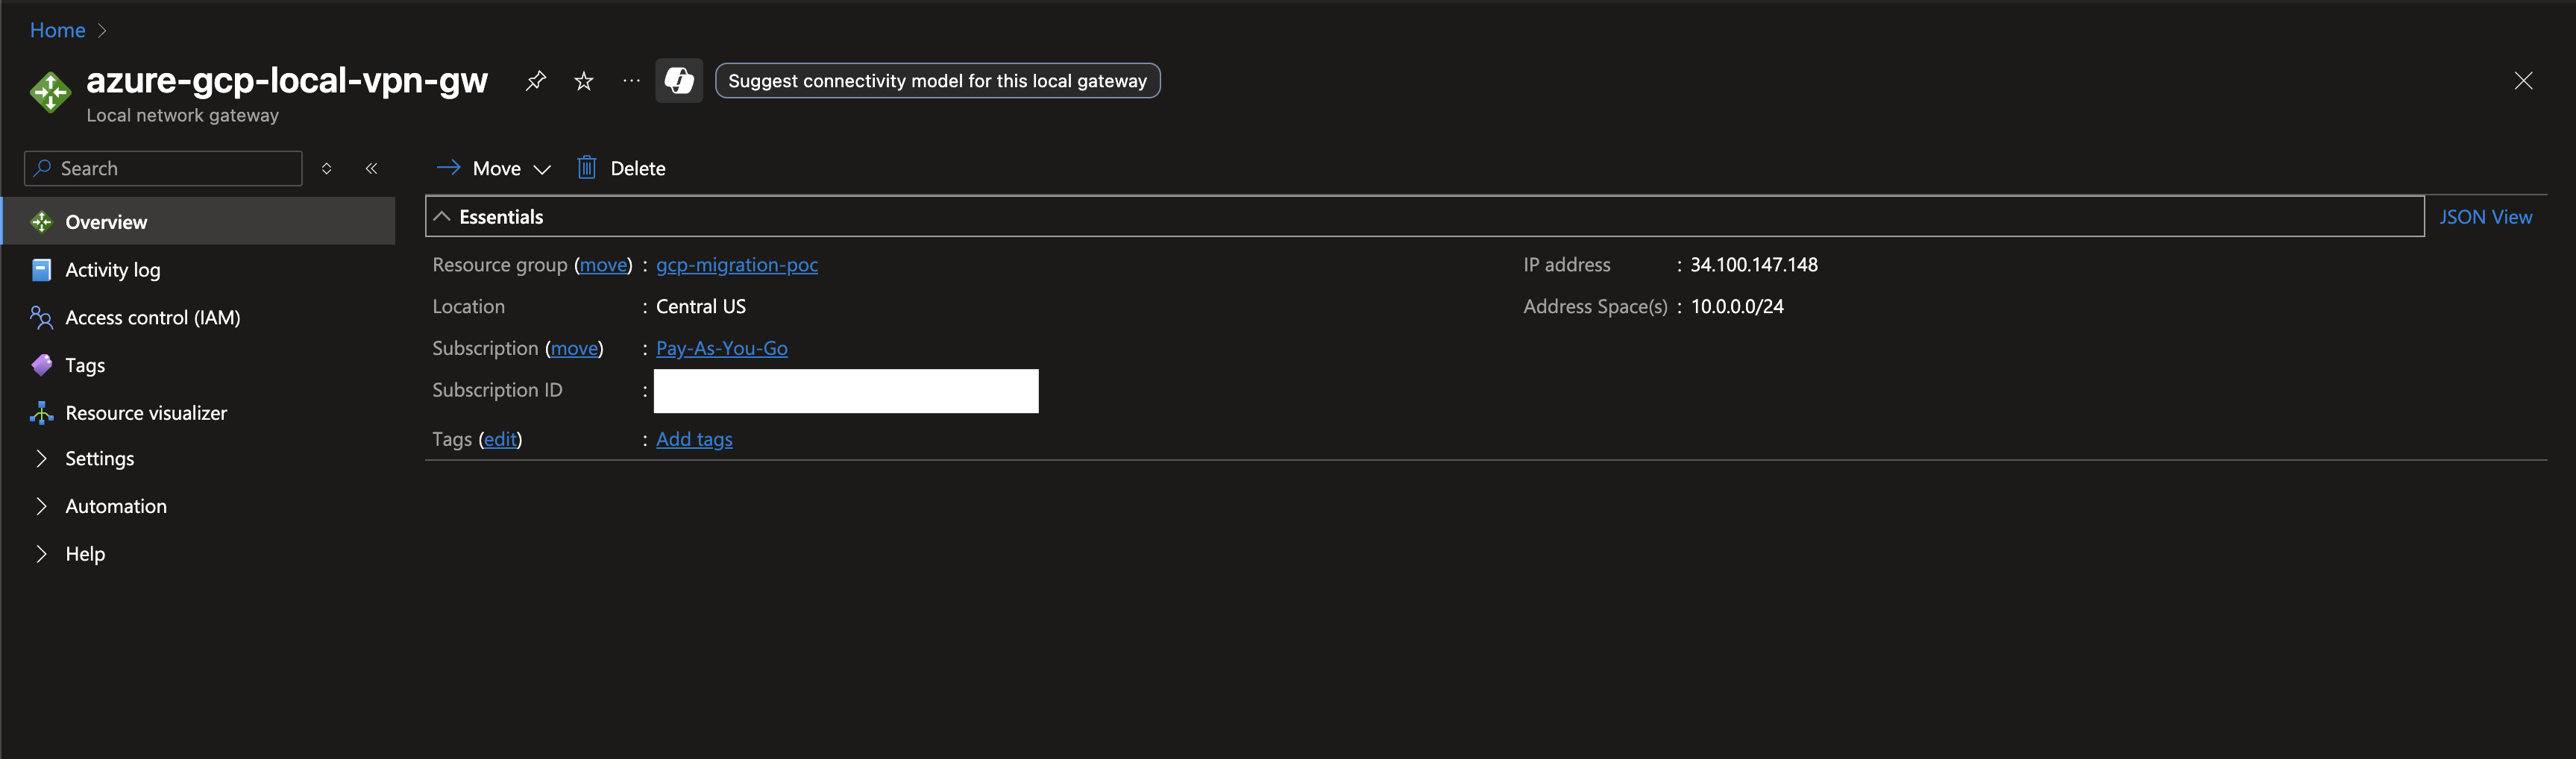 Home
azure-gcp-local-vpn-gw
Suggest connectivity model for this local gateway
Local network gateway
Search
Move
Delete
Overview
Activity log
Access control (IAM)
Tags
Resource visualizer
Settings
Automation
Help
Essentials
JSON View
Resource group (move) : gcp-migration-poc
Location : Central US
Subscription (move) : Pay-As-You-Go
Subscription ID :
Tags (edit) : Add tags
IP address : 34.100.147.148
Address Space(s) : 10.0.0.0/24